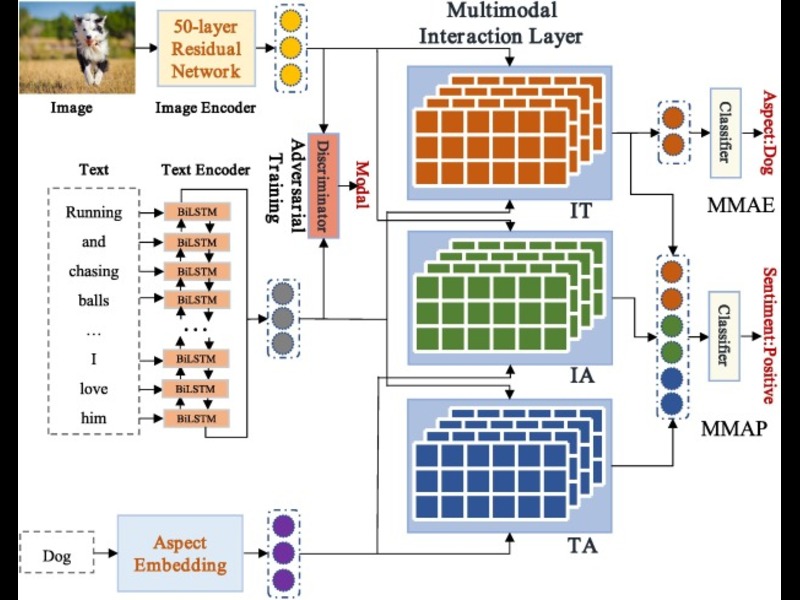 50-layer
Residual
Network
Image
Image Encoder
Multimodal
Interaction Layer
Text
Text Encoder
Running
and
chasing
balls
...
I
love
him
BiLSTM
BiLSTM
BiLSTM
BiLSTM
...
BiLSTM
BiLSTM
BiLSTM
Adversarial
Training
Discriminator
Modal
IT
IA
TA
Classifier
Aspect:Dog
MMAE
Classifier
Sentiment:Positive
MMAP
Dog
Aspect
Embedding